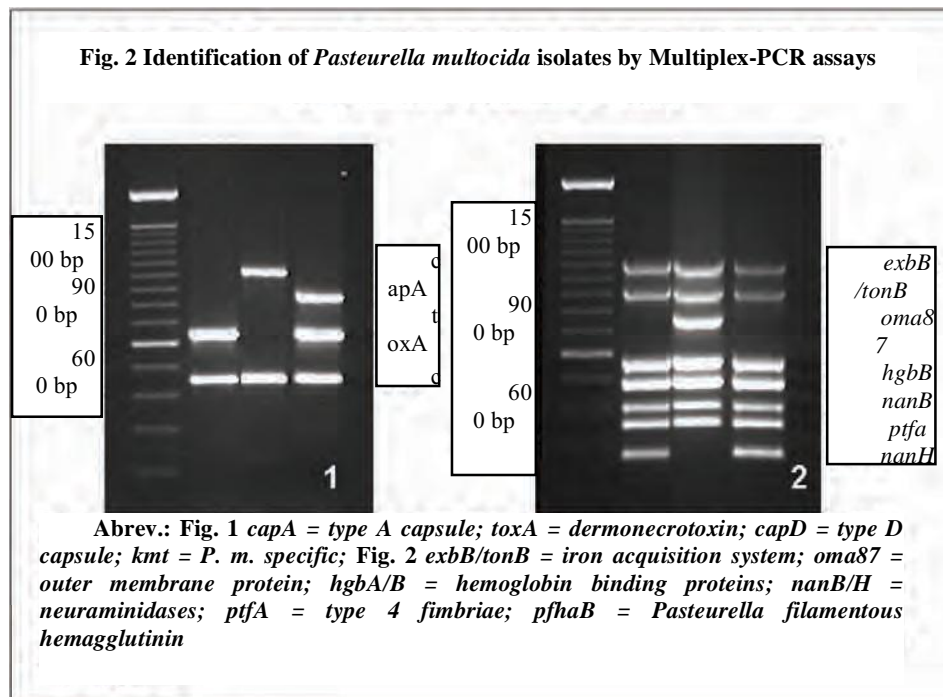 Fig. 2 Identification of Pasteurella multocida isolates by Multiplex-PCR assays
15
00 bp
90
0 bp
60
0 bp
c
apA
t
oxA
c
1
15
00 bp
90
0 bp
60
0 bp
exbB
/tonB
oma8
7
hgbB
nanB
ptfa
nanH
2
Abrev.: Fig. 1 capA = type A capsule; toxA = dermonecrotoxin; capD = type D
capsule; kmt = P. m. specific; Fig. 2 exbB/tonB = iron acquisition system; oma87 =
outer membrane protein; hgbA/B = hemoglobin binding proteins; nanB/H =
neuraminidases; ptfA = type 4 fimbriae; pfhaB = Pasteurella filamentous
hemagglutinin